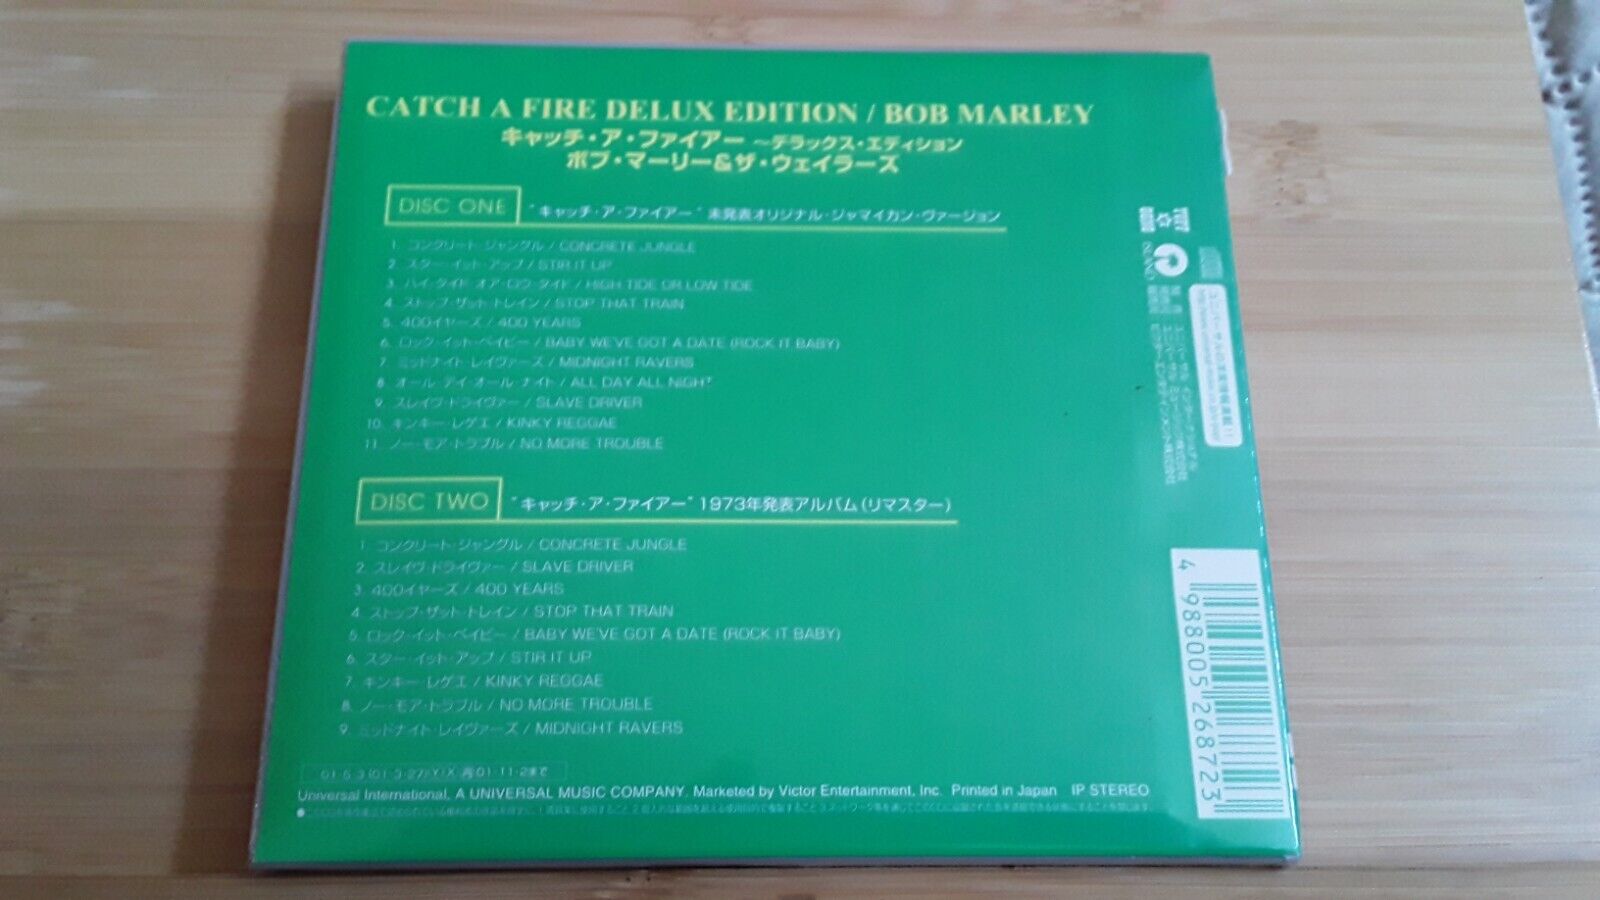 CATCH A FIRE DELUX EDITION / BOB MARLEY
キャッチ・ア・ファイアー ～デラックス・エディション
ボブ・マーリー＆ザ・ウェイラーズ
DISC ONE "キャッチ・ア・ファイアー" 未発表オリジナル・ジャマイカン・ヴァージョン
1. コンクリート・ジャングル / CONCRETE JUNGLE
2. スター・イット・アップ / STIR IT UP
3. ハイ・タイド・オア・ロウ・タイド / HIGH TIDE OR LOW TIDE
4. ストップ・ザット・トレイン / STOP THAT TRAIN
5. 400イヤーズ / 400 YEARS
6. ロック・イット・ベイビー / BABY WE'VE GOT A DATE (ROCK IT BABY)
7. ミッドナイト・レイヴァーズ / MIDNIGHT RAVERS
8. オール・デイ・オール・ナイト / ALL DAY ALL NIGHT
9. スレイヴ・ドライヴァー / SLAVE DRIVER
10. キンキー・レゲエ / KINKY REGGAE
11. ノー・モア・トラブル / NO MORE TROUBLE
DISC TWO "キャッチ・ア・ファイアー" 1973年発表アルバム（リマスター）
1. コンクリート・ジャングル / CONCRETE JUNGLE
2. スレイヴ・ドライヴァー / SLAVE DRIVER
3. 400イヤーズ / 400 YEARS
4. ストップ・ザット・トレイン / STOP THAT TRAIN
5. ロック・イット・ベイビー / BABY WE'VE GOT A DATE (ROCK IT BABY)
6. スター・イット・アップ / STIR IT UP
7. キンキー・レゲエ / KINKY REGGAE
8. ノー・モア・トラブル / NO MORE TROUBLE
9. ミッドナイト・レイヴァーズ / MIDNIGHT RAVERS
01・5・3 (01・3・27) Y/X 再01・11・2まで
Universal International, A UNIVERSAL MUSIC COMPANY. Marketed by Victor Entertainment, Inc. Printed in Japan IP STEREO
ISLAND
4 988005 268723